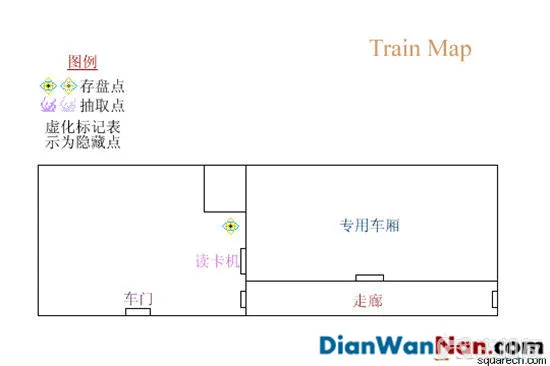 Train Map
图例
存盘点
抽取点
虚化标记表
示为隐藏点
专用车厢
读卡机
车门
走廊
DianWanNan.com
squarecn.com